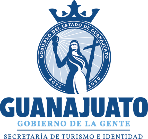 GUANAJUATO
GOBIERNO DE LA GENTE
SECRETARÍA DE TURISMO E IDENTIDAD